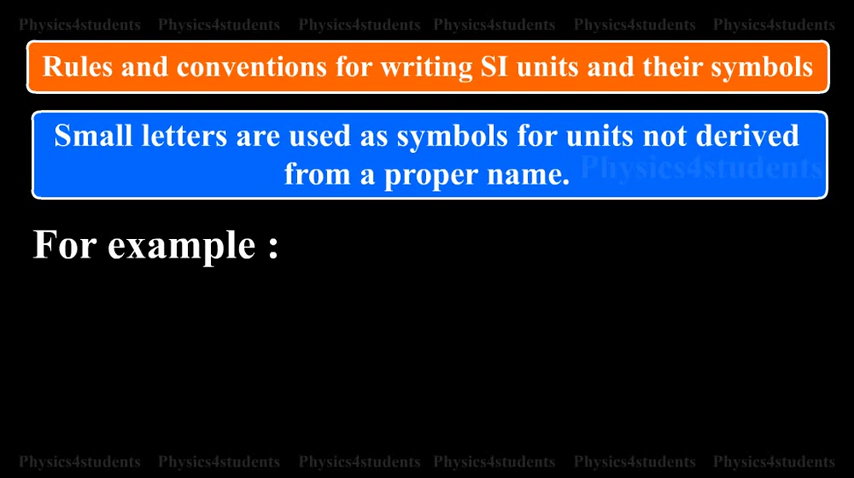 Physics4students Physics4students Physics4students Physics4students Physics4students Physics4students
Rules and conventions for writing SI units and their symbols
Small letters are used as symbols for units not derived
from a proper name.
Physics4students
For example :
Physics4students Physics4students Physics4students Physics4students Physics4students Physics4students